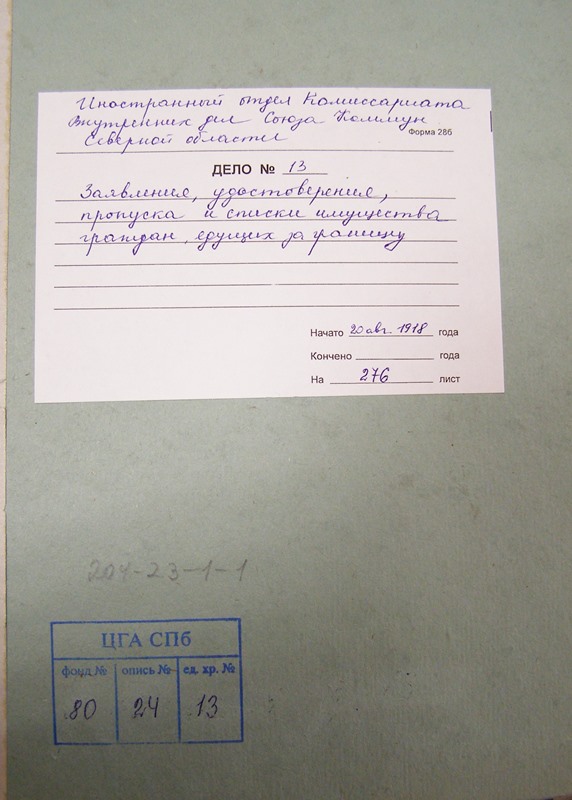 Иностранный отдел Комиссариата
Внутренних дел Союза Коммун
Северной области
Форма 286
ДЕЛО № 13
Заявления, удостоверения,
пропуска и списки имущества
граждан, едущих за границу
Начато 20 авг. 1918 года
Кончено года
На 276 лист
204-23-1-1
ЦГА СПб
фонд № опись № ед. хр. №
80 24 13